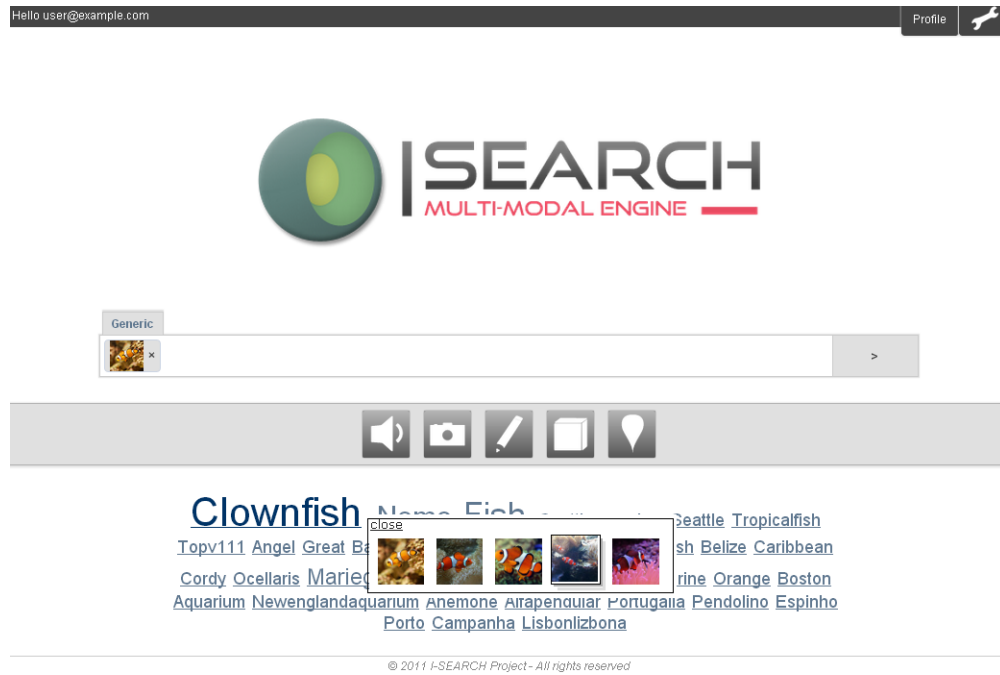 Hello user@example.com
Profile
I SEARCH
MULTI-MODAL ENGINE
Generic
×
>
Clownfish Fish Seattle Tropicalfish
close
Topv111 Angel Great Belize Caribbean
Cordy Ocellaris Orange Boston
Aquarium Newenglandaquarium Anemone Portugalia Pendolino Espinho
Porto Campanha Lisbonlizbona
© 2011 I-SEARCH Project - All rights reserved